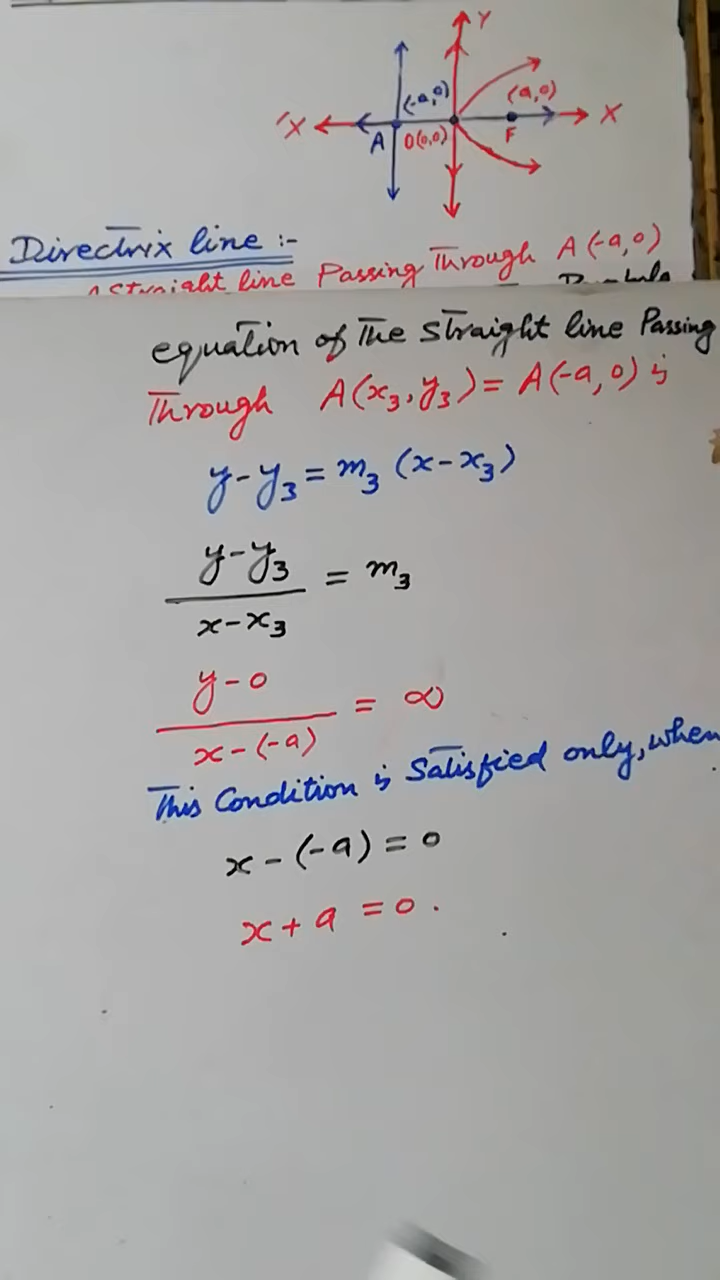 Y
(-a,0) (a,0)
'X A O(0,0) F X
Directrix line :-
A Straight line Passing Through A(-a,0)
equation of The Straight line Passing
Through A(x₃,y₃) = A(-a,0) is
y-y₃ = m₃ (x-x₃)
y-y₃
= m₃
x-x₃
y-0
= ∞
x-(-a)
This Condition is Satisfied only, when
x-(-a) = 0
x+a = 0.